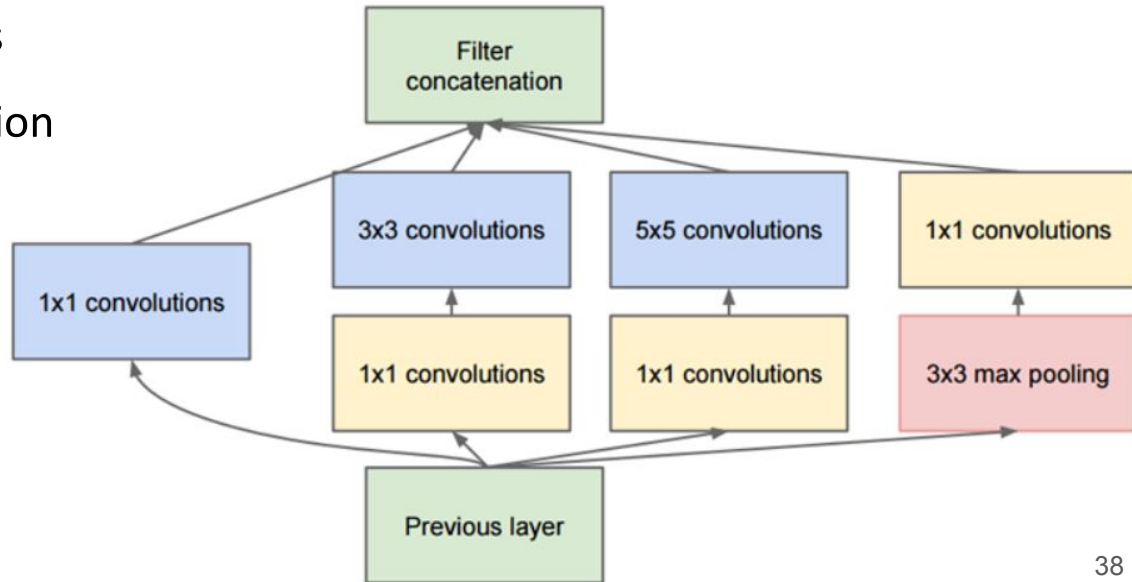 s
ion
Filter
concatenation
3x3 convolutions
5x5 convolutions
1x1 convolutions
1x1 convolutions
1x1 convolutions
1x1 convolutions
3x3 max pooling
Previous layer
38